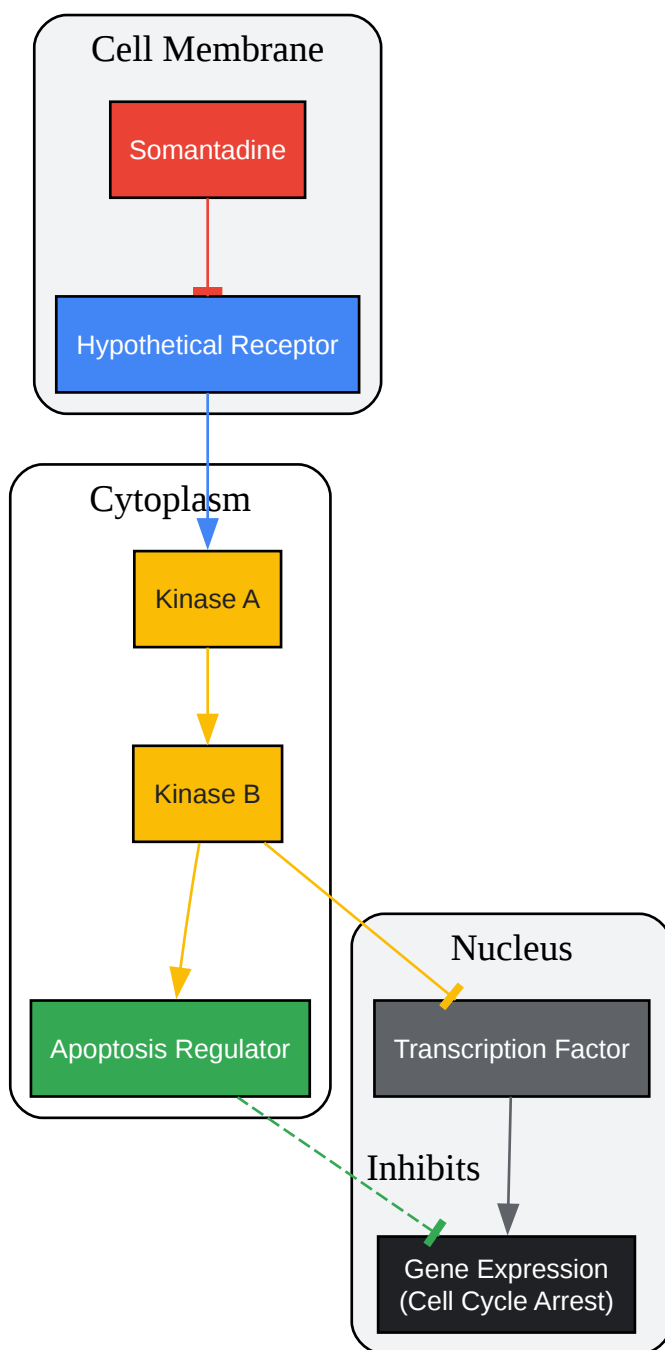 Cell Membrane
Somantadine
Hypothetical Receptor
Cytoplasm
Kinase A
Kinase B
Nucleus
Apoptosis Regulator
Transcription Factor
Inhibits
Gene Expression
(Cell Cycle Arrest)